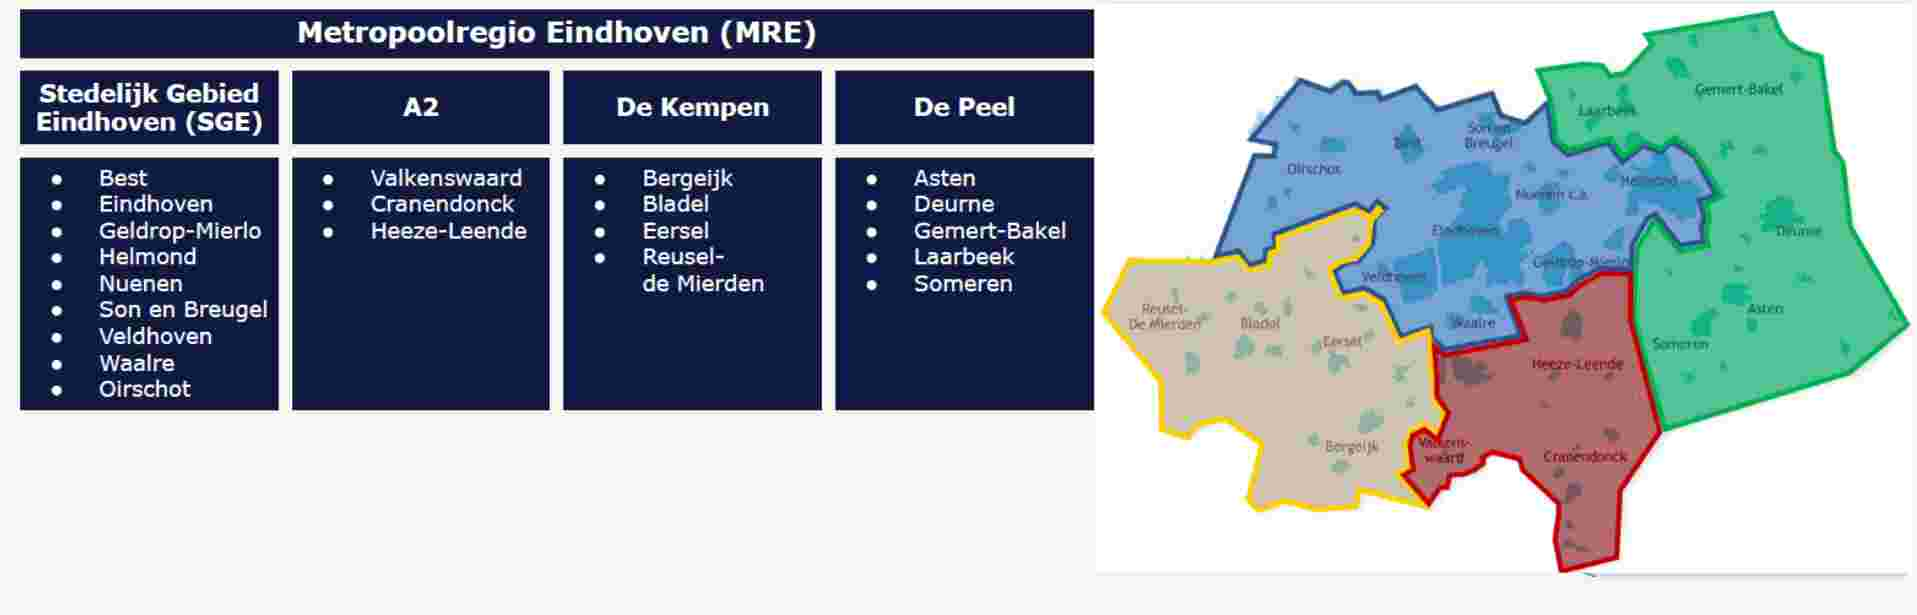 Metropoolregio Eindhoven (MRE)
Stedelijk Gebied
Eindhoven (SGE)
A2
De Kempen
De Peel
● Best
● Eindhoven
● Geldrop-Mierlo
● Helmond
● Nuenen
● Son en Breugel
● Veldhoven
● Waalre
● Oirschot
● Valkenswaard
● Cranendonck
● Heeze-Leende
● Bergeijk
● Bladel
● Eersel
● Reusel-
de Mierden
● Asten
● Deurne
● Gemert-Bakel
● Laarbeek
● Someren
Gemert-Bakel
Laarbeek
Son en
Breugel
Best
Oirschot
Helmond
Nuenen c.a.
Eindhoven
Deurne
Geldrop-Mierlo
Veldhoven
Reusel-
De Mierden
Bladel
Waalre
Asten
Eersel
Someren
Heeze-Leende
Bergeijk
Valkens-
waard
Cranendonck